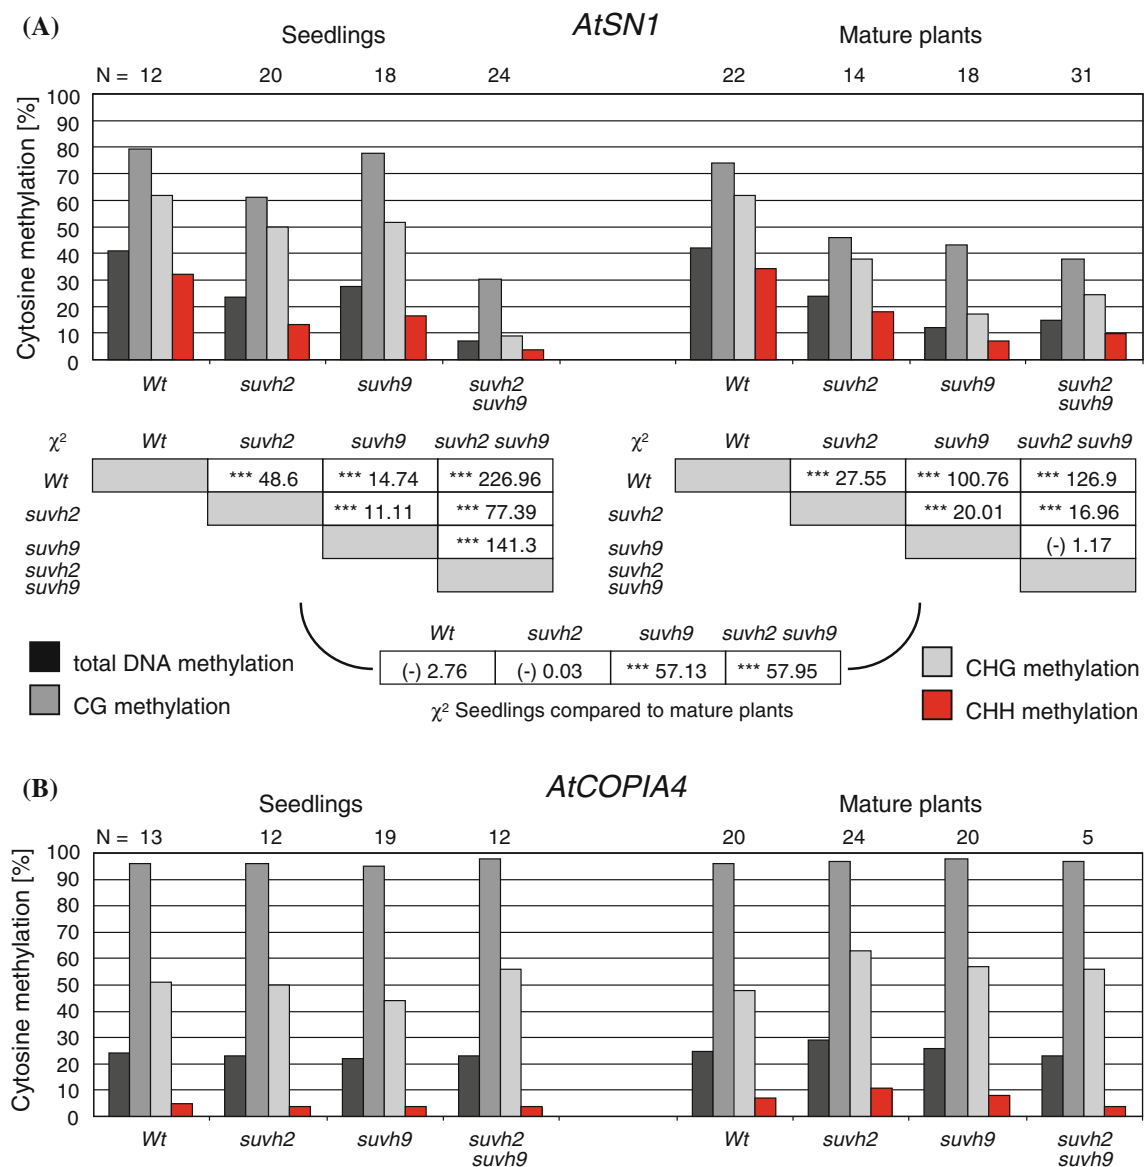 (A) Seedlings AtSN1 Mature plants
N = 12 20 18 24 22 14 18 31
Cytosine methylation [%]
100
90
80
70
60
50
40
30
20
10
0
Wt suvh2 suvh9 suvh2 suvh9 Wt suvh2 suvh9 suvh2 suvh9
χ² Wt suvh2 suvh9 suvh2 suvh9
Wt *** 48.6 *** 14.74 *** 226.96
suvh2 *** 11.11 *** 77.39
suvh9 *** 141.3
suvh2
suvh9
χ² Wt suvh2 suvh9 suvh2 suvh9
Wt *** 27.55 *** 100.76 *** 126.9
suvh2 *** 20.01 *** 16.96
suvh9 (-) 1.17
suvh2
suvh9
Wt suvh2 suvh9 suvh2 suvh9
(-) 2.76 (-) 0.03 *** 57.13 *** 57.95
χ² Seedlings compared to mature plants
total DNA methylation
CG methylation
CHG methylation
CHH methylation
(B) Seedlings AtCOPIA4 Mature plants
N = 13 12 19 12 20 24 20 5
Cytosine methylation [%]
100
90
80
70
60
50
40
30
20
10
0
Wt suvh2 suvh9 suvh2 suvh9 Wt suvh2 suvh9 suvh2 suvh9